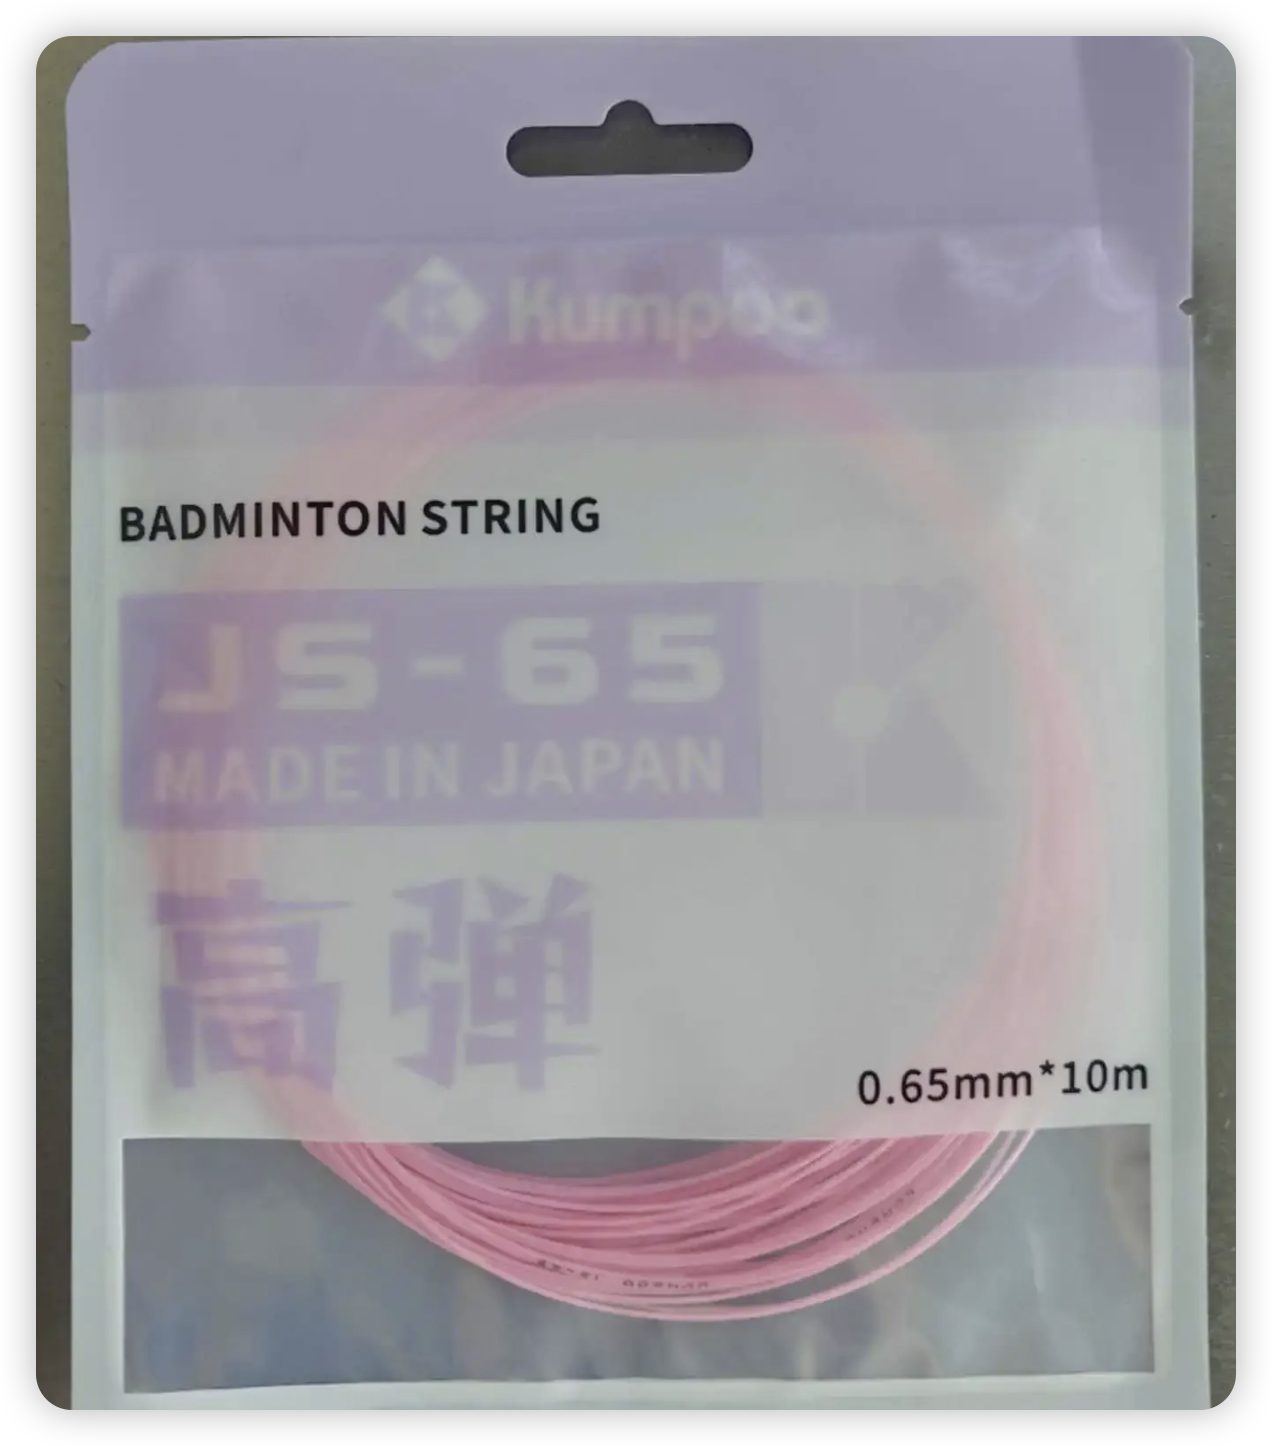 Kumpoo
BADMINTON STRING
JS-65
MADE IN JAPAN
高弹
0.65mm*10m